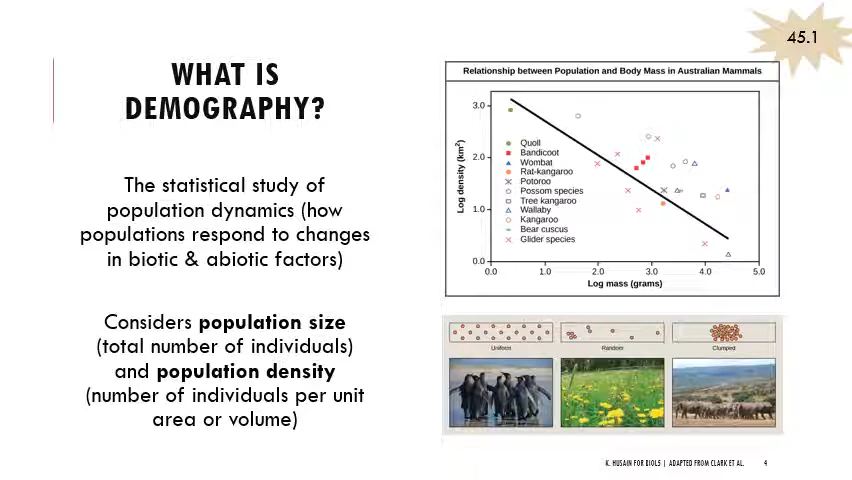 45.1
WHAT IS
DEMOGRAPHY?
The statistical study of
population dynamics (how
populations respond to changes
in biotic & abiotic factors)
Considers population size
(total number of individuals)
and population density
(number of individuals per unit
area or volume)
Relationship between Population and Body Mass in Australian Mammals
Log density (km2)
3.0
2.0
1.0
0.0
Quoll
Bandicoot
Wombat
Rat-kangaroo
Potoroo
Possom species
Tree kangaroo
Wallaby
Kangaroo
Bear cuscus
Glider species
0.0 1.0 2.0 3.0 4.0 5.0
Log mass (grams)
Uniform Random Clumped
K. HUSAIN FOR BIOLS | ADAPTED FROM CLARK ET AL. 4